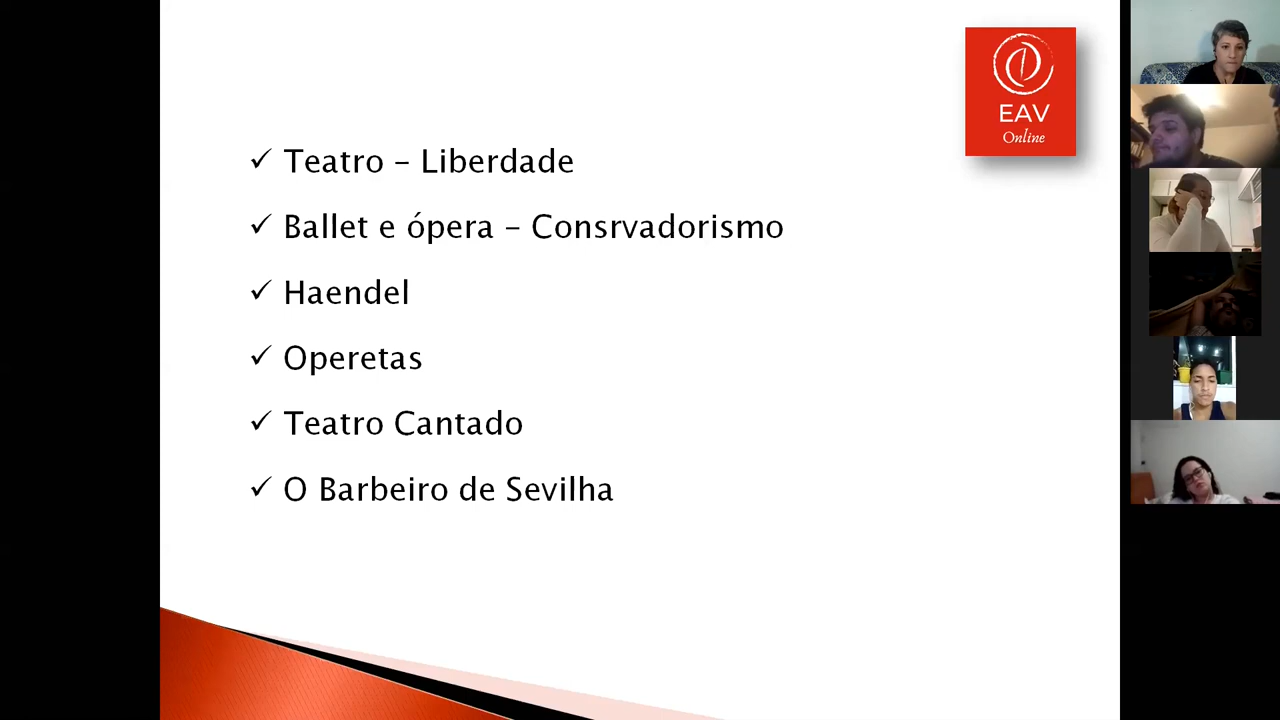 EAV
Online
Teatro – Liberdade
Ballet e ópera – Consrvadorismo
Haendel
Operetas
Teatro Cantado
O Barbeiro de Sevilha